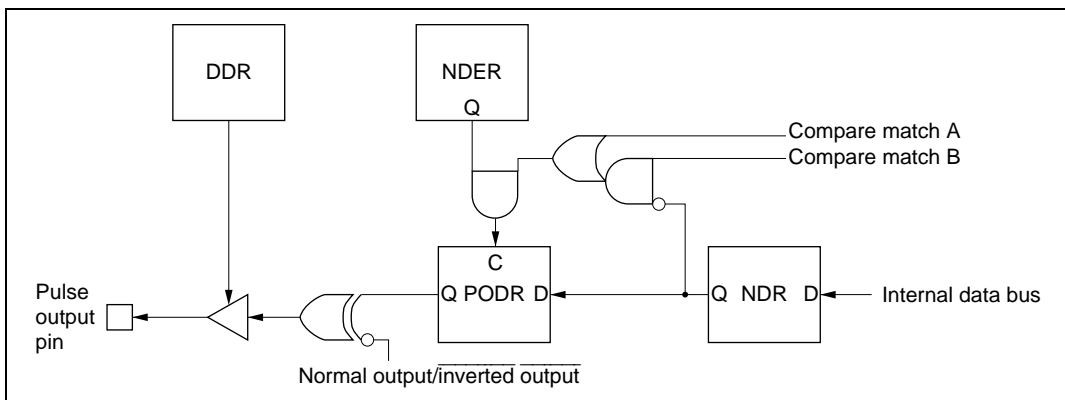 DDR
NDER
Q
Compare match A
Compare match B
C
Q PODR D
Q NDR D
Internal data bus
Pulse
output
pin
Normal output/inverted output